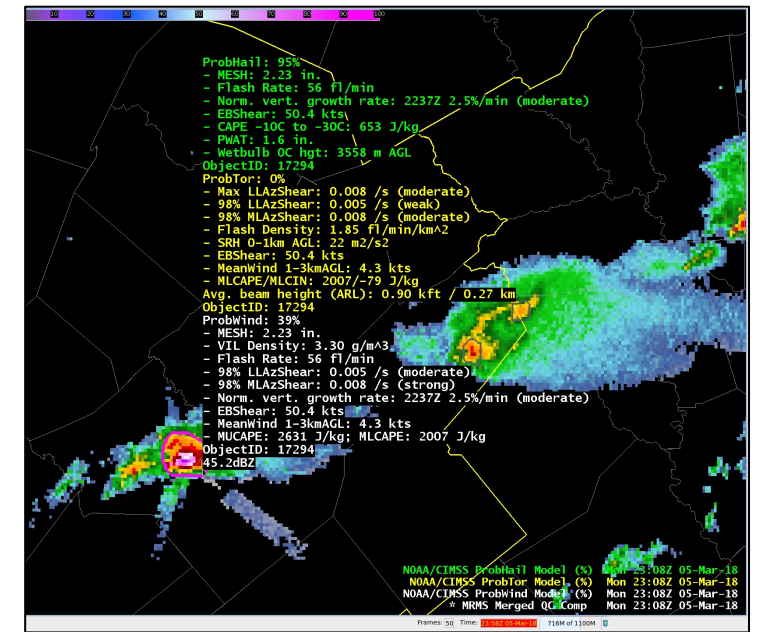 10 20 30 40 50 60 70 80 90 100
ProbHail: 95%
- MESH: 2.23 in.
- Flash Rate: 56 fl/min
- Norm. vert. growth rate: 2237Z 2.5%/min (moderate)
- EBShear: 50.4 kts
- CAPE -10C to -30C: 653 J/kg
- PWAT: 1.6 in.
- Wetbulb 0C hgt: 3558 m AGL
ObjectID: 17294
ProbTor: 0%
- Max LLAzShear: 0.008 /s (moderate)
- 98% LLAzShear: 0.005 /s (weak)
- 98% MLAzShear: 0.008 /s (moderate)
- Flash Density: 1.85 fl/min/km^2
- SRH 0-1km AGL: 22 m2/s2
- EBShear: 50.4 kts
- MeanWind 1-3kmAGL: 4.3 kts
- MLCAPE/MLCIN: 2007/-79 J/kg
Avg. beam height (ARL): 0.90 kft / 0.27 km
ObjectID: 17294
ProbWind: 39%
- MESH: 2.23 in.
- VIL Density: 3.30 g/m^3
- Flash Rate: 56 fl/min
- 98% LLAzShear: 0.005 /s (moderate)
- 98% MLAzShear: 0.008 /s (strong)
- Norm. vert. growth rate: 2237Z 2.5%/min (moderate)
- EBShear: 50.4 kts
- MeanWind 1-3kmAGL: 4.3 kts
- MUCAPE: 2631 J/kg; MLCAPE: 2007 J/kg
ObjectID: 17294
45.2dBZ
NOAA/CIMSS ProbHail Model (%) Mon 23:08Z 05-Mar-18
NOAA/CIMSS ProbTor Model (%) Mon 23:08Z 05-Mar-18
NOAA/CIMSS ProbWind Model (%) Mon 23:08Z 05-Mar-18
* MRMS Merged QC Comp Mon 23:08Z 05-Mar-18
Frames: 50 Time: 23:58Z 05-Mar-18 716M of 1100M